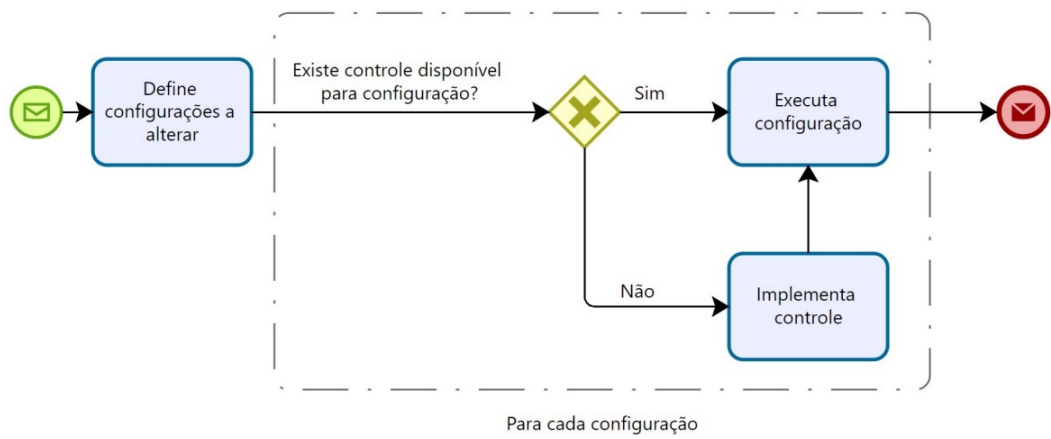 Define
configurações a
alterar
Existe controle disponível
para configuração?
Sim
Executa
configuração
Não
Implementa
controle
Para cada configuração